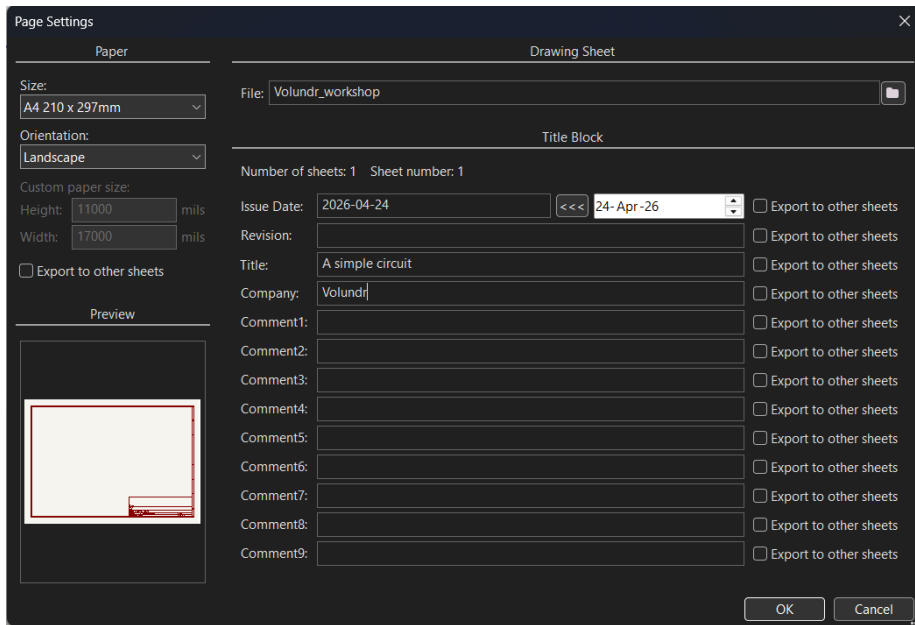 Page Settings
Paper
Size:
A4 210 x 297mm
Orientation:
Landscape
Custom paper size:
Height: 11000 mils
Width: 17000 mils
Export to other sheets
Preview
Drawing Sheet
File: Volundr_workshop
Title Block
Number of sheets: 1 Sheet number: 1
Issue Date: 2026-04-24 <<< 24-Apr-26 Export to other sheets
Revision: Export to other sheets
Title: A simple circuit Export to other sheets
Company: Volundr Export to other sheets
Comment1: Export to other sheets
Comment2: Export to other sheets
Comment3: Export to other sheets
Comment4: Export to other sheets
Comment5: Export to other sheets
Comment6: Export to other sheets
Comment7: Export to other sheets
Comment8: Export to other sheets
Comment9: Export to other sheets
OK Cancel